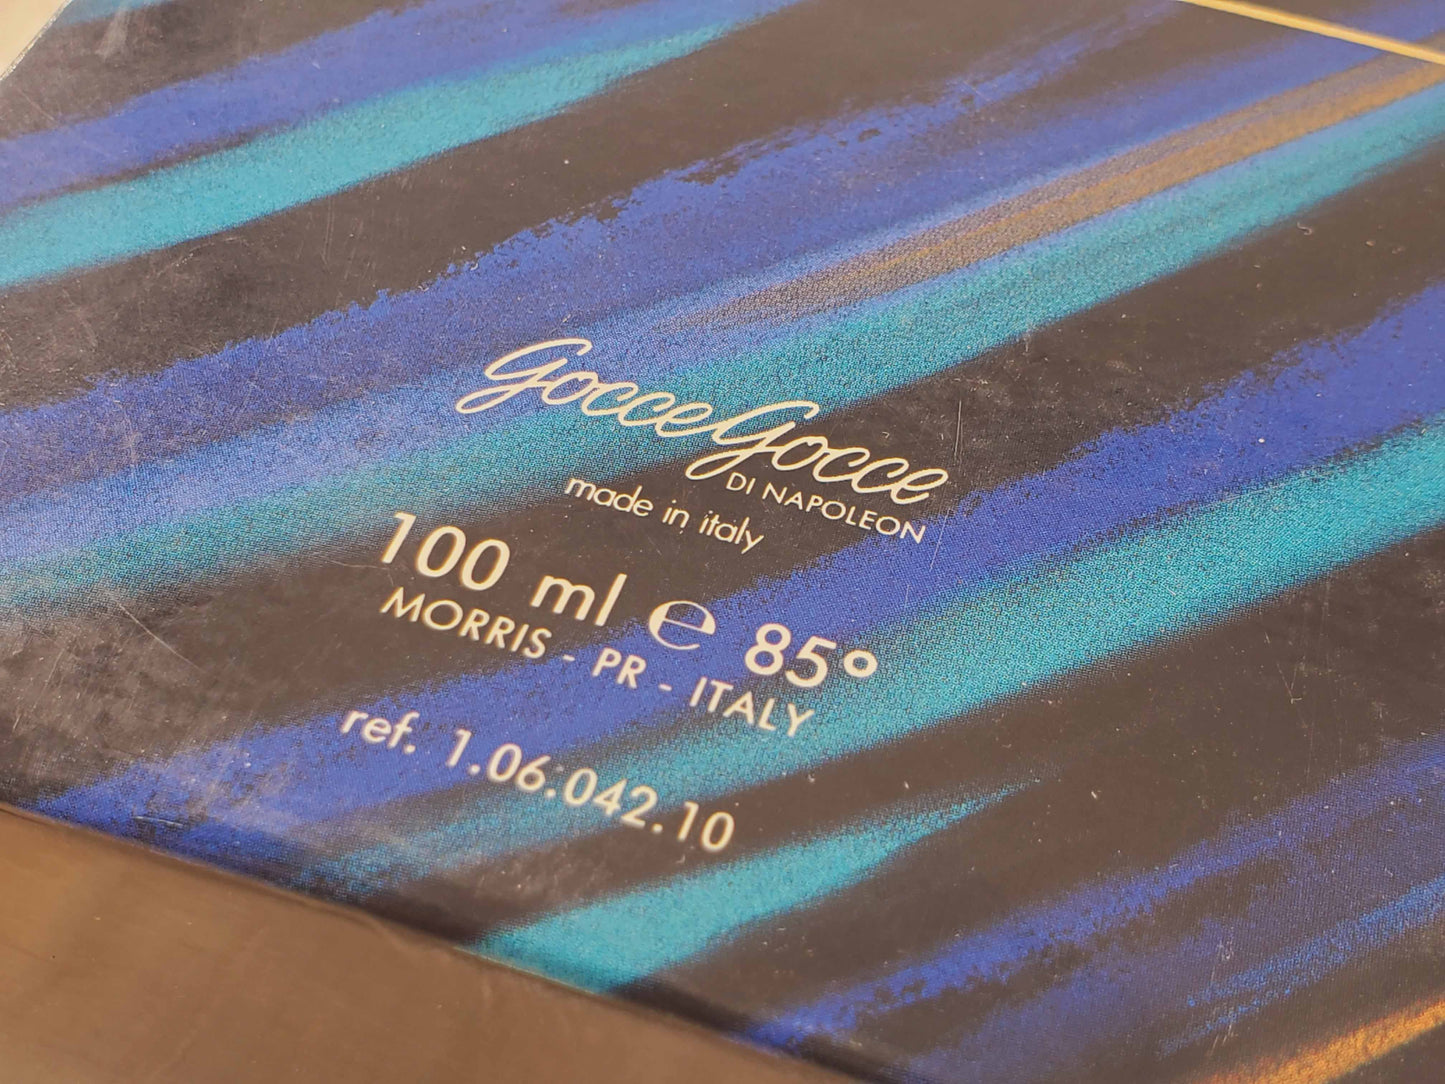 GocceGocce
DI NAPOLEON
made in italy
100 ml ℮ 85°
MORRIS - PR - ITALY
ref. 1.06.042.10